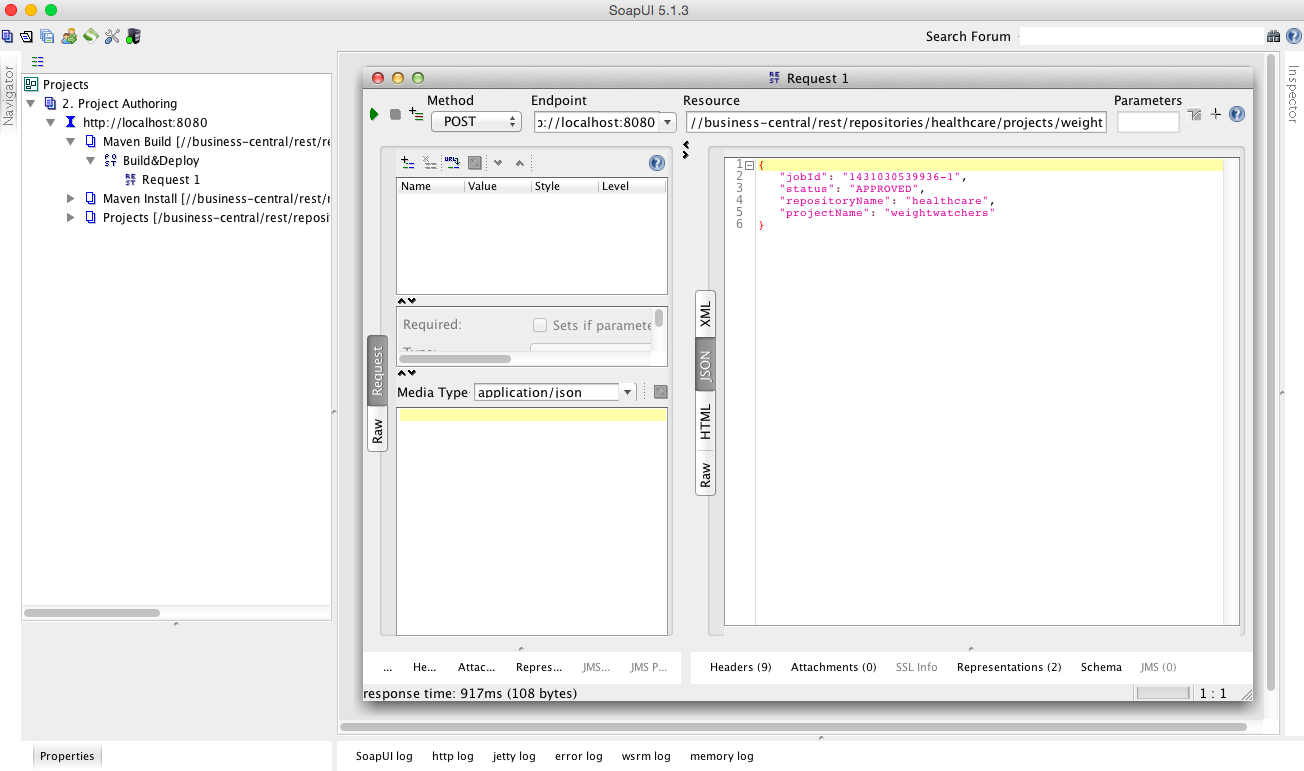 SoapUI 5.1.3
Search Forum
Navigator
Projects
2. Project Authoring
http://localhost:8080
Maven Build [//business-central/rest/re
Build&Deploy
Request 1
Maven Install [//business-central/rest/r
Projects [/business-central/rest/reposi
Properties
Request 1
Method
Endpoint
Resource
Parameters
POST
://localhost:8080
//business-central/rest/repositories/healthcare/projects/weight
Name Value Style Level
Required:
Sets if paramete
Type:
Media Type
application/json
Request
Raw
... He... Attac... Repres... JMS... JMS P...
XML
JSON
HTML
Raw
1 {
2 "jobId": "1431030539936-1",
3 "status": "APPROVED",
4 "repositoryName": "healthcare",
5 "projectName": "weightwatchers"
6 }
Headers (9) Attachments (0) SSL Info Representations (2) Schema JMS (0)
response time: 917ms (108 bytes)
1 : 1
SoapUI log http log jetty log error log wsrm log memory log
Inspector